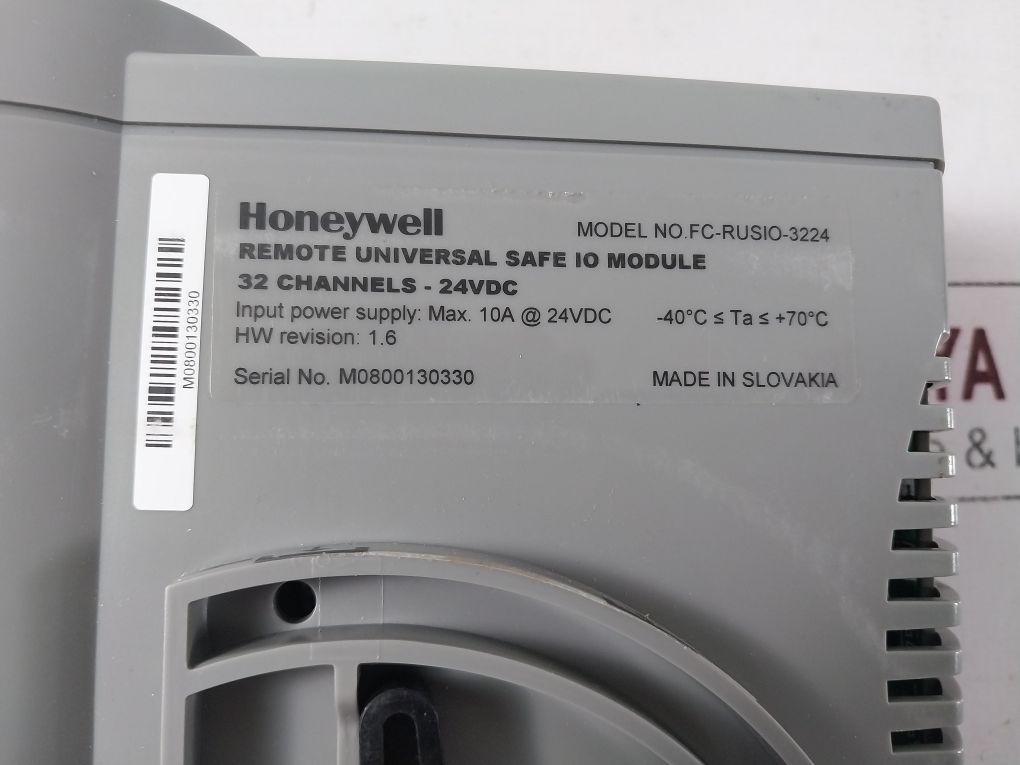 Honeywell
MODEL NO.FC-RUSIO-3224
REMOTE UNIVERSAL SAFE IO MODULE
32 CHANNELS - 24VDC
Input power supply: Max. 10A @ 24VDC -40°C ≤ Ta ≤ +70°C
HW revision: 1.6
Serial No. M0800130330 MADE IN SLOVAKIA
M0800130330
&